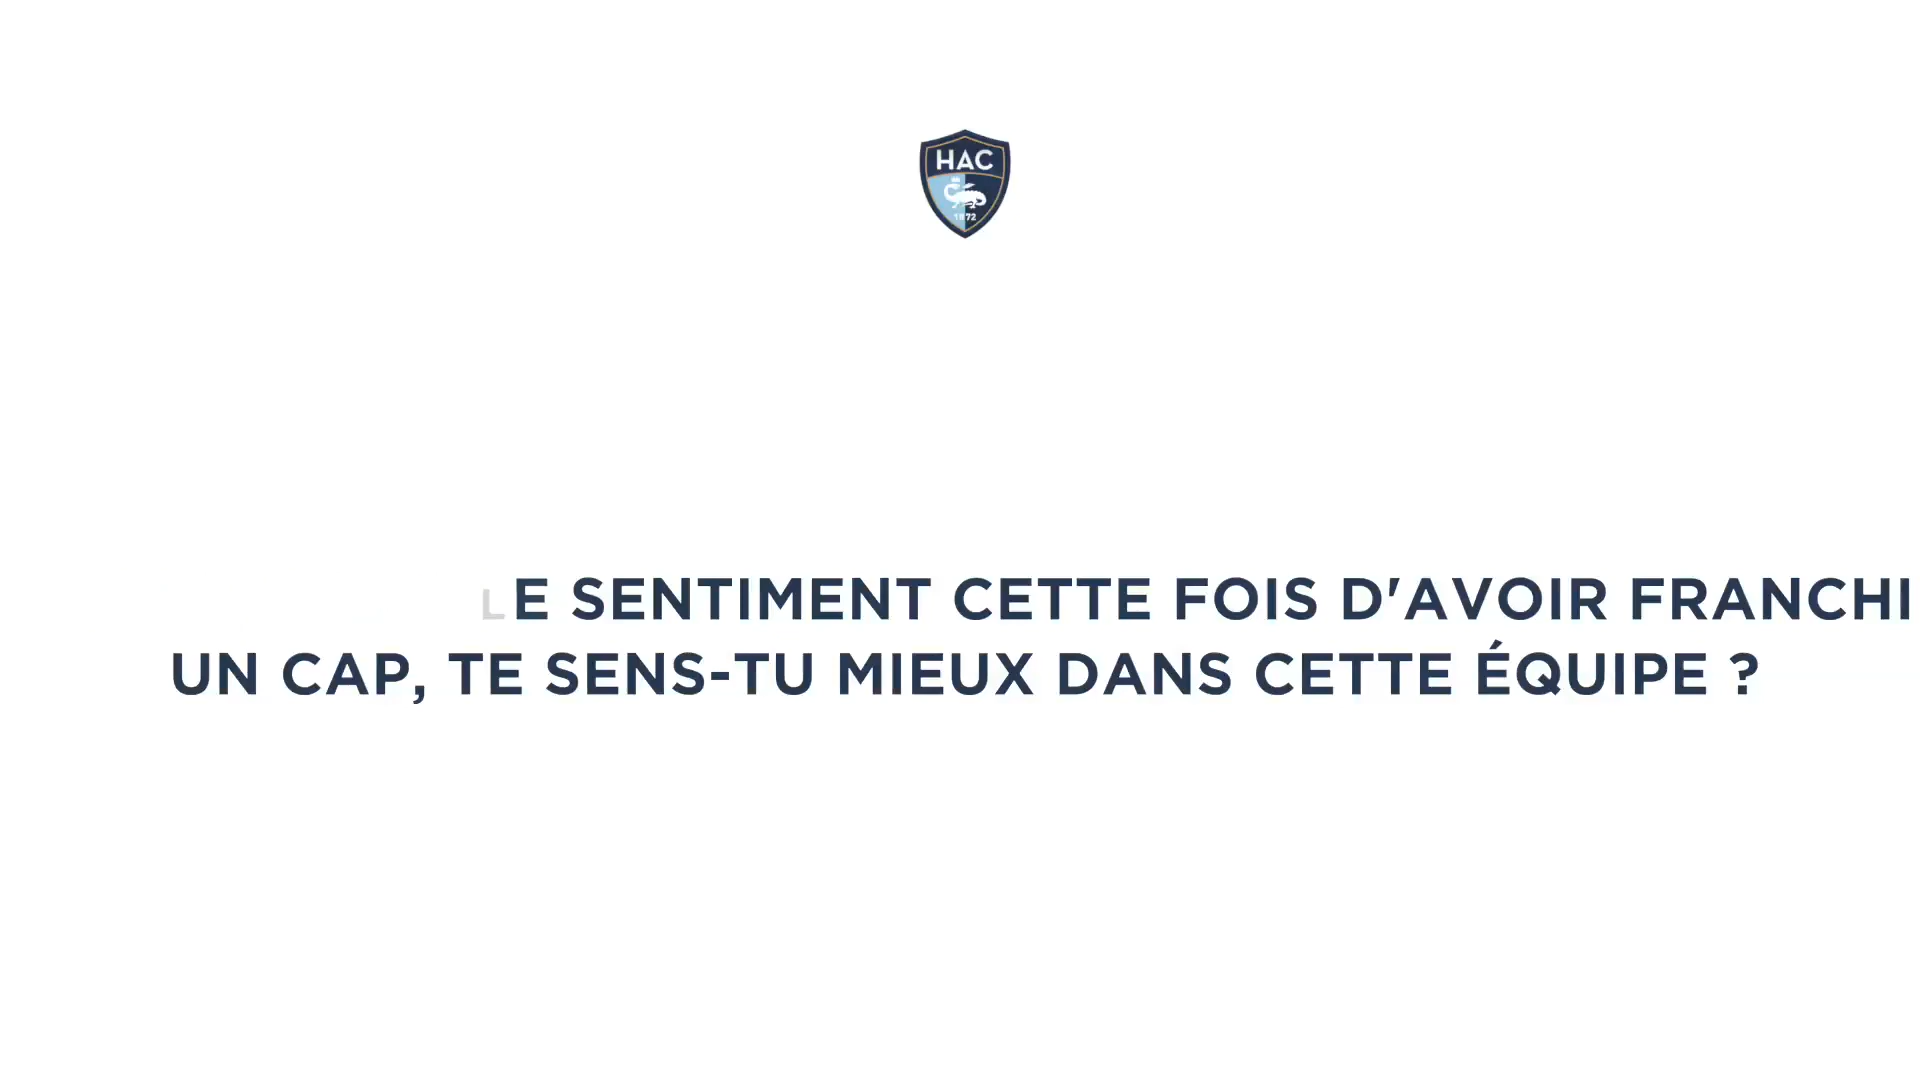 HAC
1872
LE SENTIMENT CETTE FOIS D'AVOIR FRANCHI
UN CAP, TE SENS-TU MIEUX DANS CETTE ÉQUIPE ?